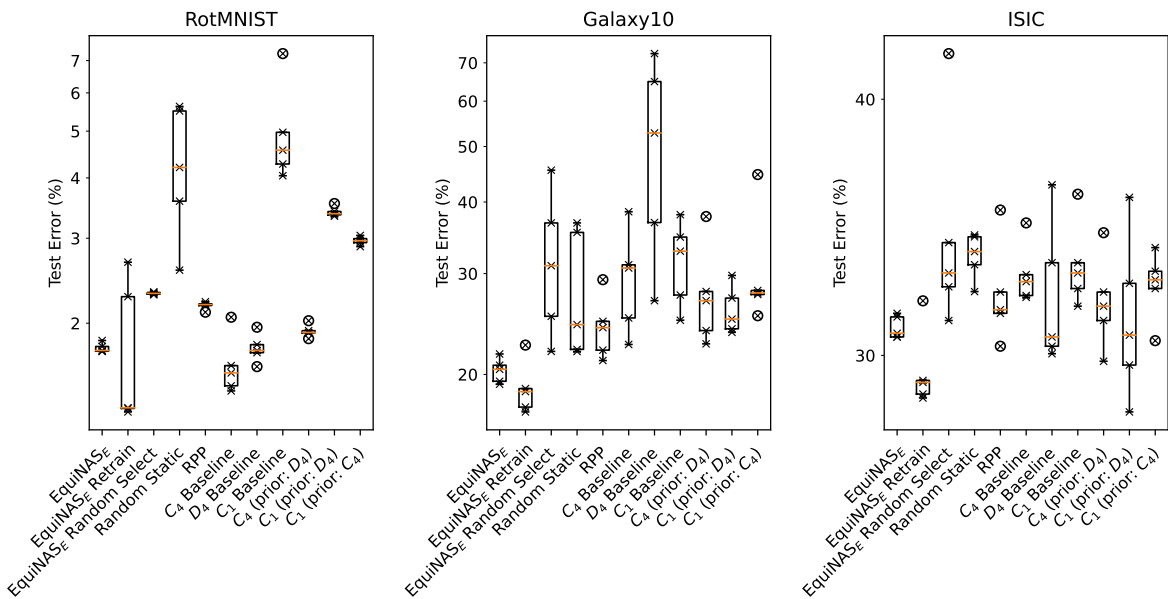 RotMNIST
7
6
5
4
3
2
Test Error (%)
EquiNAS_E
EquiNAS_E Retrain
EquiNAS_E Random Select
Random Static
RPP
C_4 Baseline
D_4 Baseline
C_1 Baseline
C_4 (prior: D_4)
C_1 (prior: D_4)
C_1 (prior: C_4)
Galaxy10
70
60
50
40
30
20
Test Error (%)
EquiNAS_E
EquiNAS_E Retrain
EquiNAS_E Random Select
Random Static
RPP
C_4 Baseline
D_4 Baseline
C_1 Baseline
C_4 (prior: D_4)
C_1 (prior: D_4)
C_1 (prior: C_4)
ISIC
40
30
Test Error (%)
EquiNAS_E
EquiNAS_E Retrain
EquiNAS_E Random Select
Random Static
RPP
C_4 Baseline
D_4 Baseline
C_1 Baseline
C_4 (prior: D_4)
C_1 (prior: D_4)
C_1 (prior: C_4)